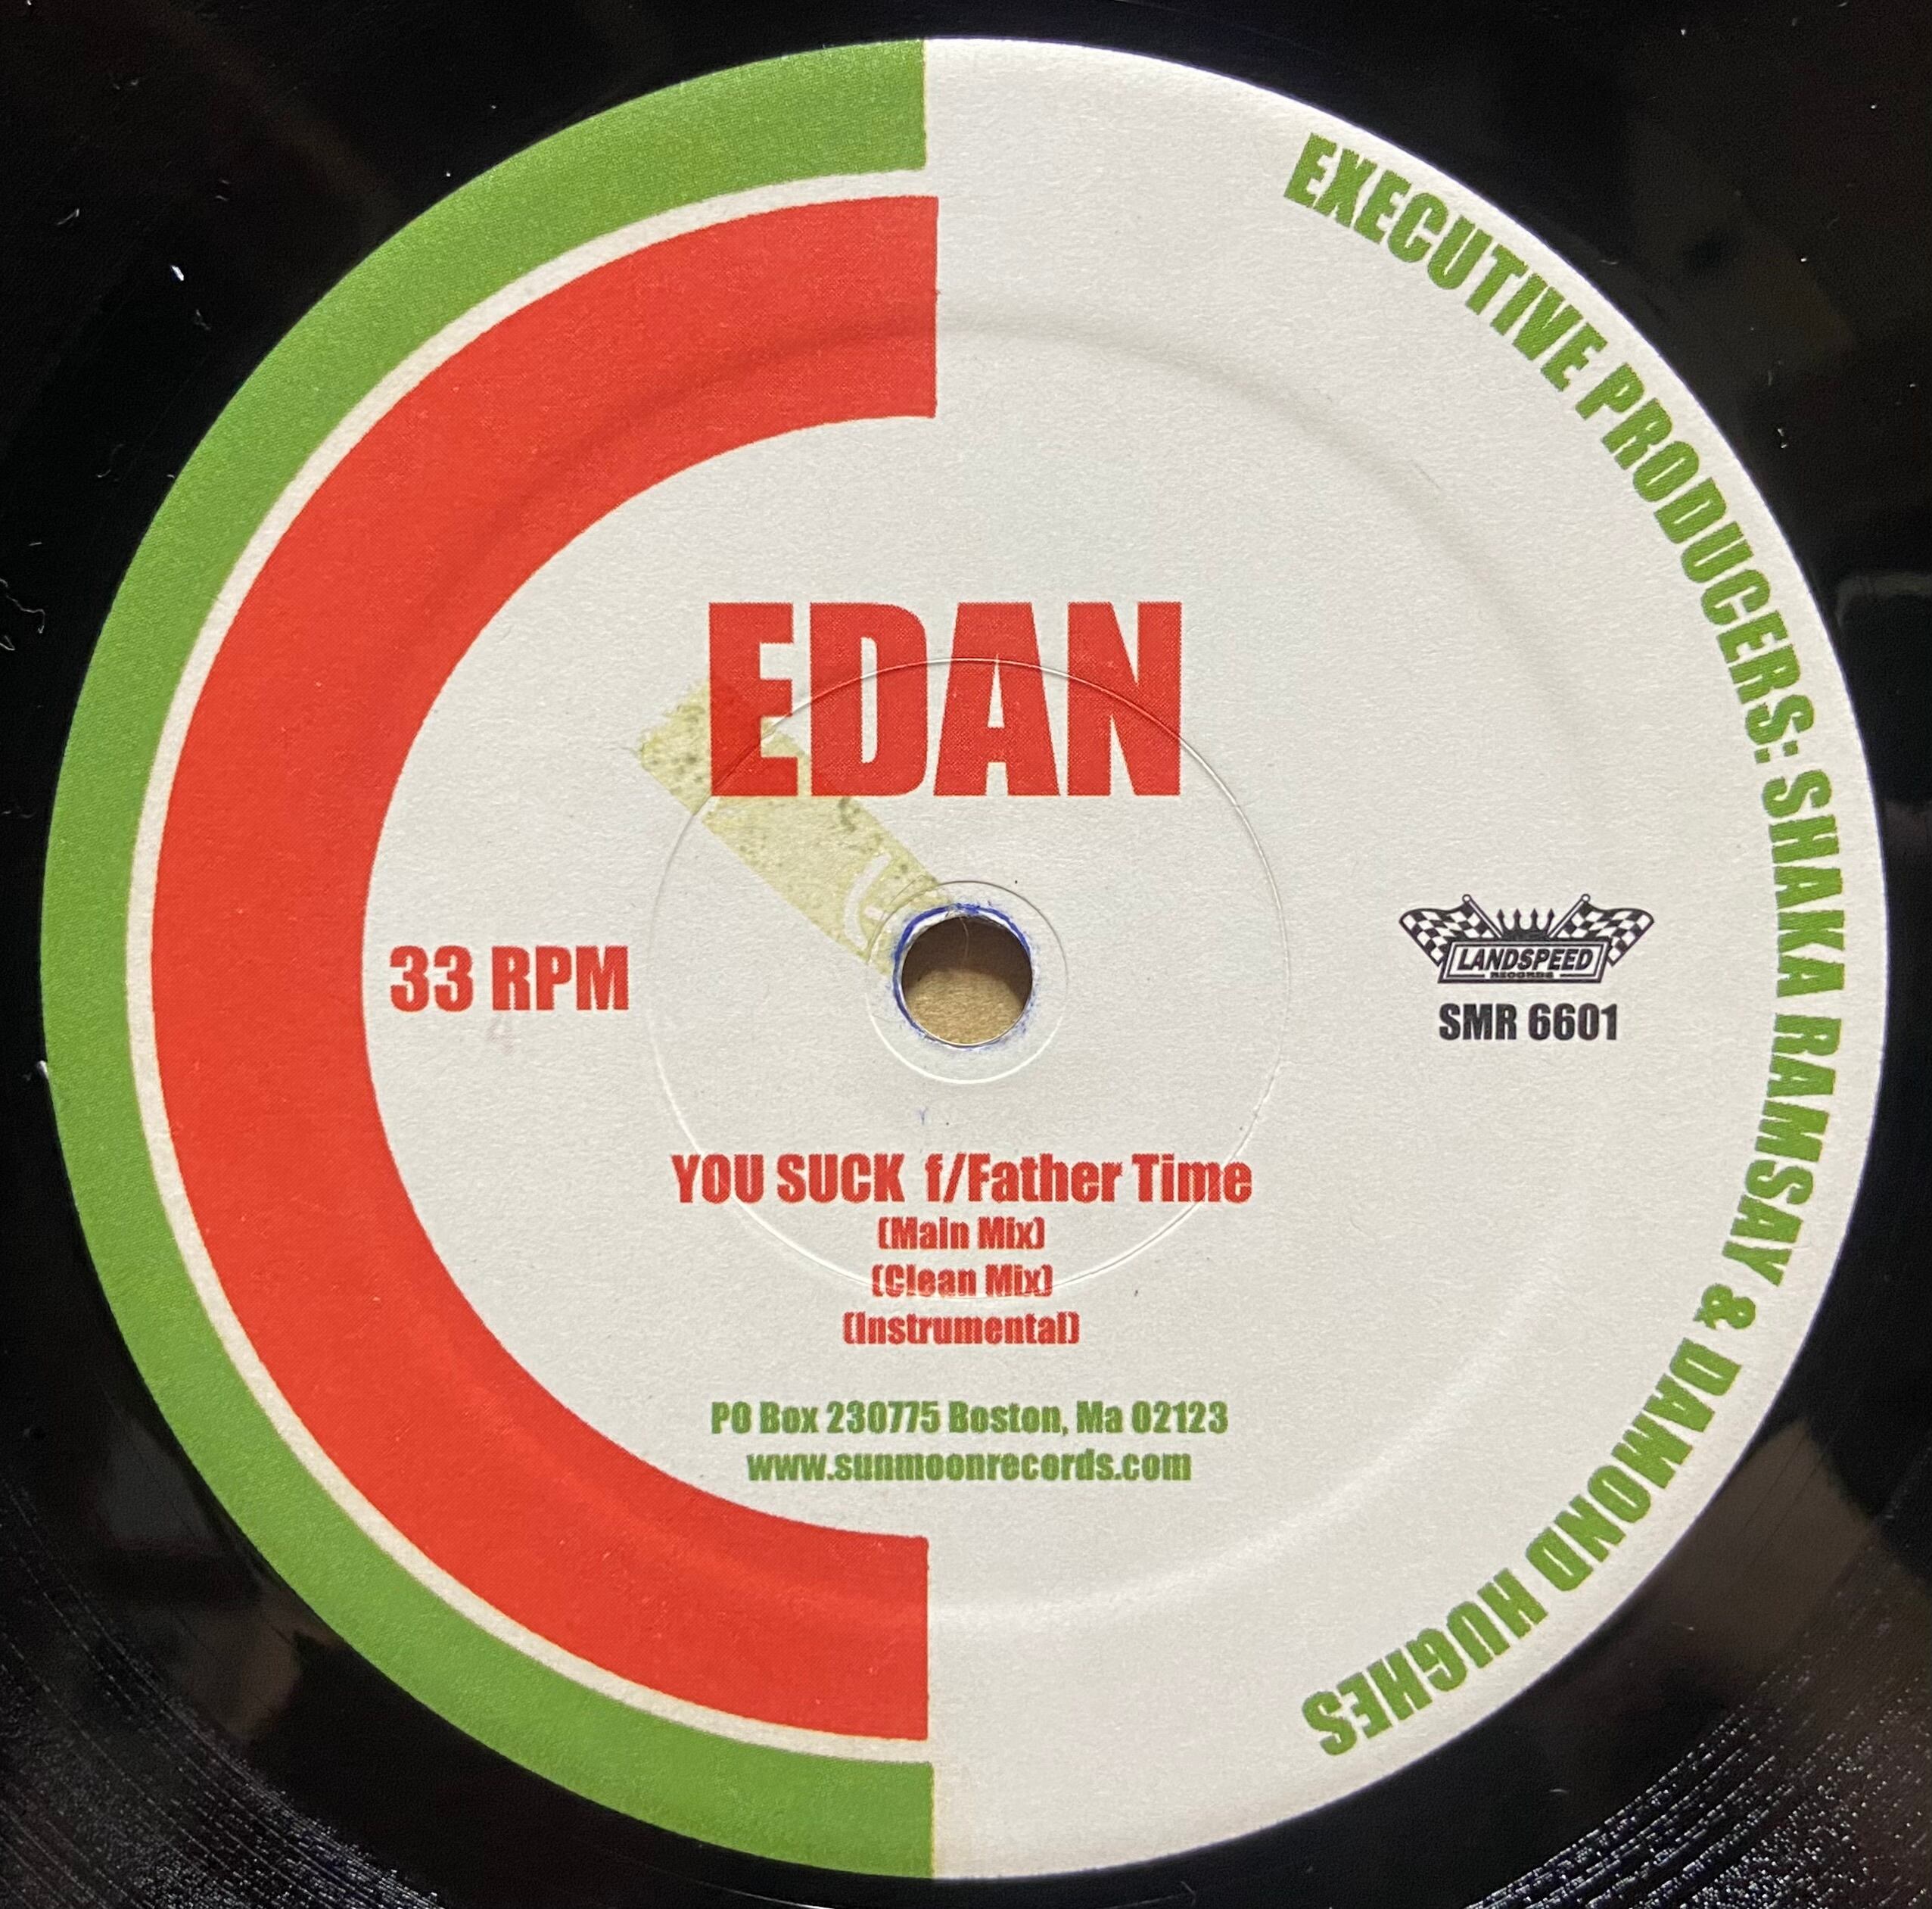 EDAN
33 RPM
LANDSPEED
RECORDS
SMR 6601
YOU SUCK f/Father Time
(Main Mix)
(Clean Mix)
(Instrumental)
PO Box 230775 Boston, Ma 02123
www.sunmoonrecords.com
EXECUTIVE PRODUCERS: SHAKA RAMSAY & DAMOND HUGHES